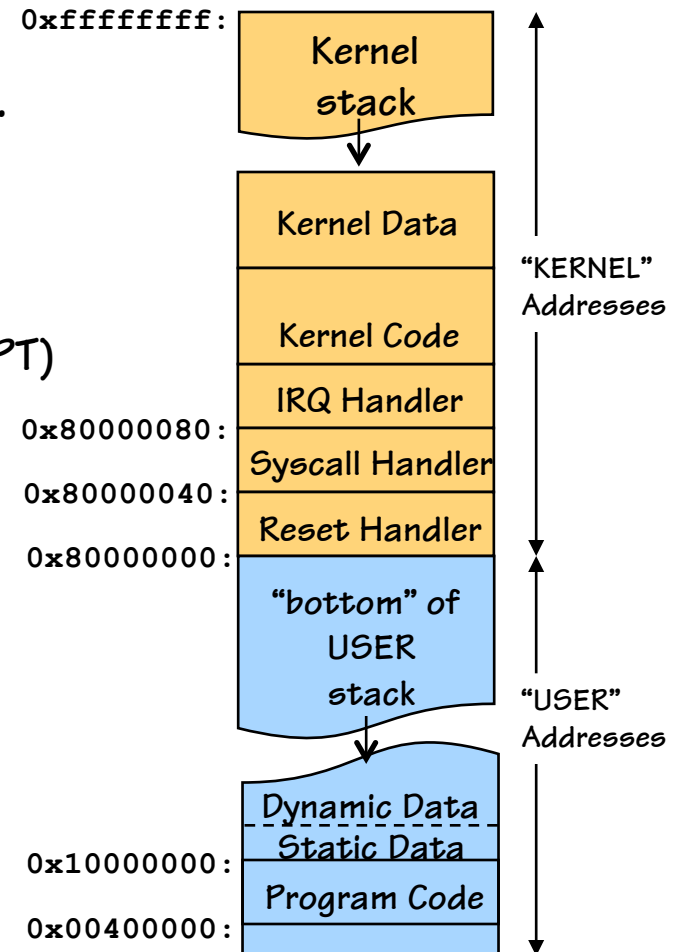 0xffffffff:
Kernel
stack
.
Kernel Data
"KERNEL"
Addresses
Kernel Code
PT)
IRQ Handler
0x80000080:
Syscall Handler
0x80000040:
Reset Handler
0x80000000:
"bottom" of
USER
stack
"USER"
Addresses
Dynamic Data
Static Data
0x10000000:
Program Code
0x00400000: